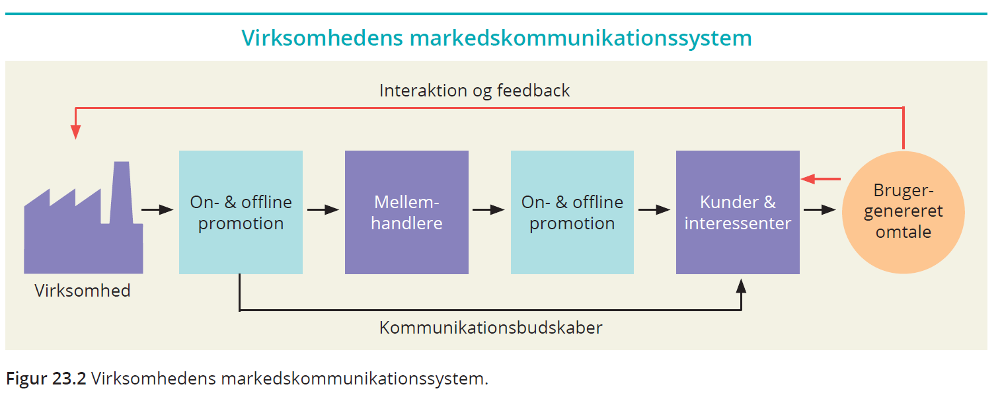 Virksomhedens markedskommunikationssystem
Interaktion og feedback
On- & offline
promotion
Mellem-
handlere
On- & offline
promotion
Kunder &
interessenter
Bruger-
genereret
omtale
Virksomhed
Kommunikationsbudskaber
Figur 23.2 Virksomhedens markedskommunikationssystem.